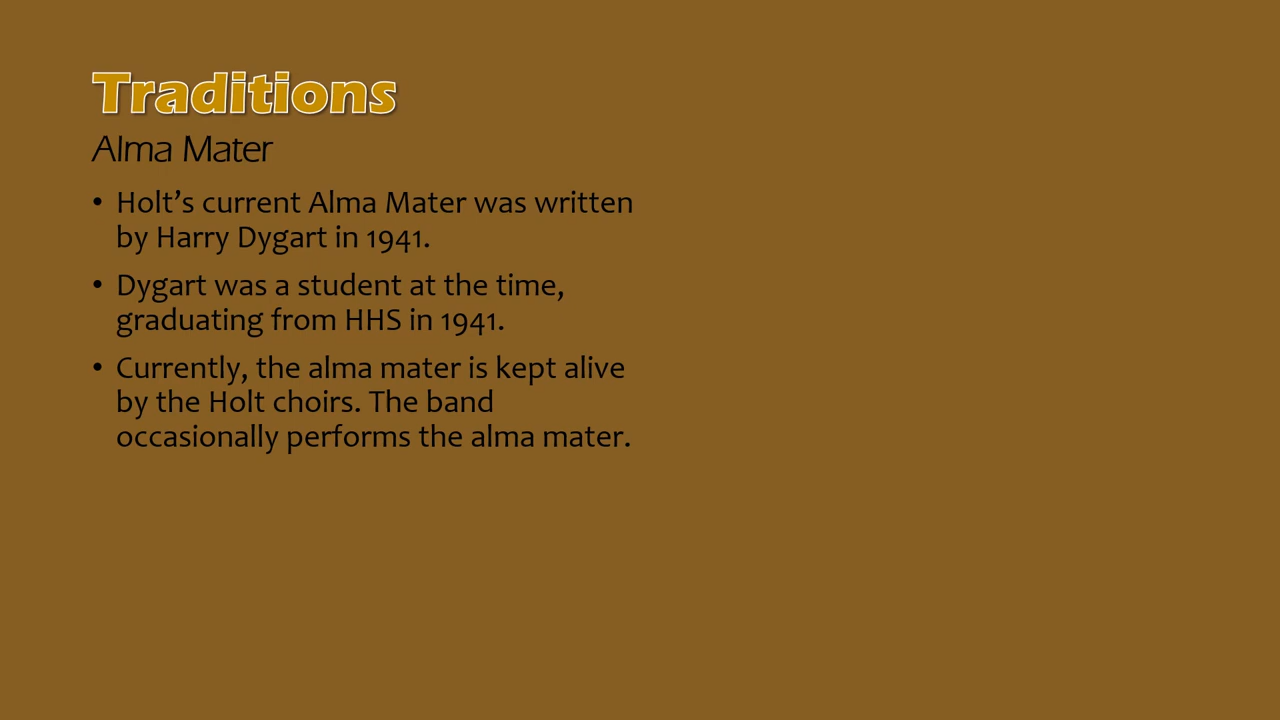 Traditions
Alma Mater
• Holt’s current Alma Mater was written
by Harry Dygart in 1941.
• Dygart was a student at the time,
graduating from HHS in 1941.
• Currently, the alma mater is kept alive
by the Holt choirs. The band
occasionally performs the alma mater.